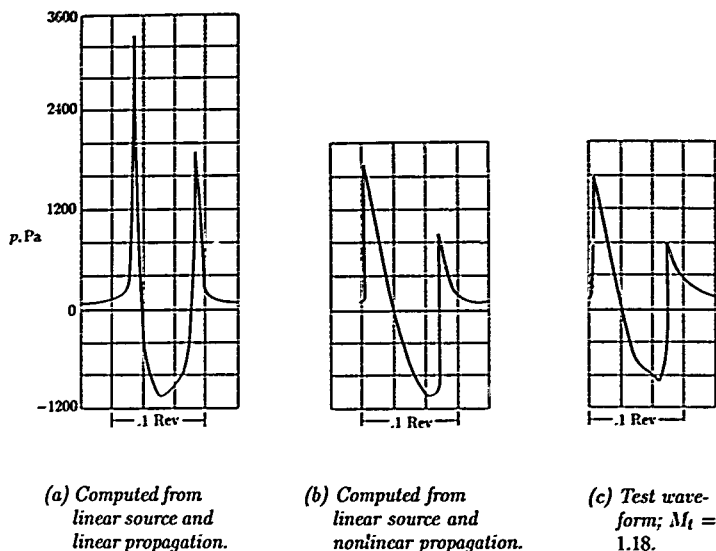 3600
2400
1200
p. Pa
0
−1200
.1 Rev
.1 Rev
.1 Rev
(a) Computed from
linear source and
linear propagation.
(b) Computed from
linear source and
nonlinear propagation.
(c) Test wave-
form; Mt =
1.18.